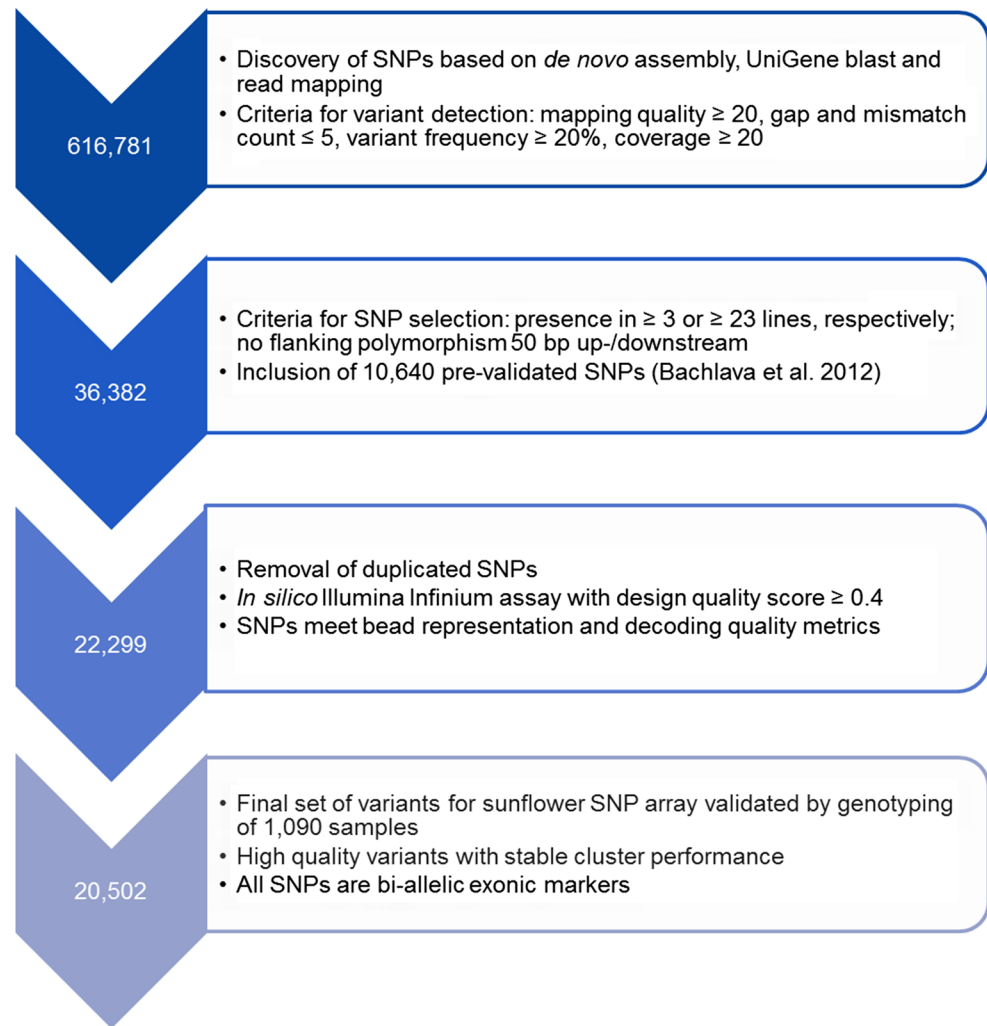 616,781
• Discovery of SNPs based on de novo assembly, UniGene blast and
read mapping
• Criteria for variant detection: mapping quality ≥ 20, gap and mismatch
count ≤ 5, variant frequency ≥ 20%, coverage ≥ 20
36,382
• Criteria for SNP selection: presence in ≥ 3 or ≥ 23 lines, respectively;
no flanking polymorphism 50 bp up-/downstream
• Inclusion of 10,640 pre-validated SNPs (Bachlava et al. 2012)
22,299
• Removal of duplicated SNPs
• In silico Illumina Infinium assay with design quality score ≥ 0.4
• SNPs meet bead representation and decoding quality metrics
20,502
• Final set of variants for sunflower SNP array validated by genotyping
of 1,090 samples
• High quality variants with stable cluster performance
• All SNPs are bi-allelic exonic markers